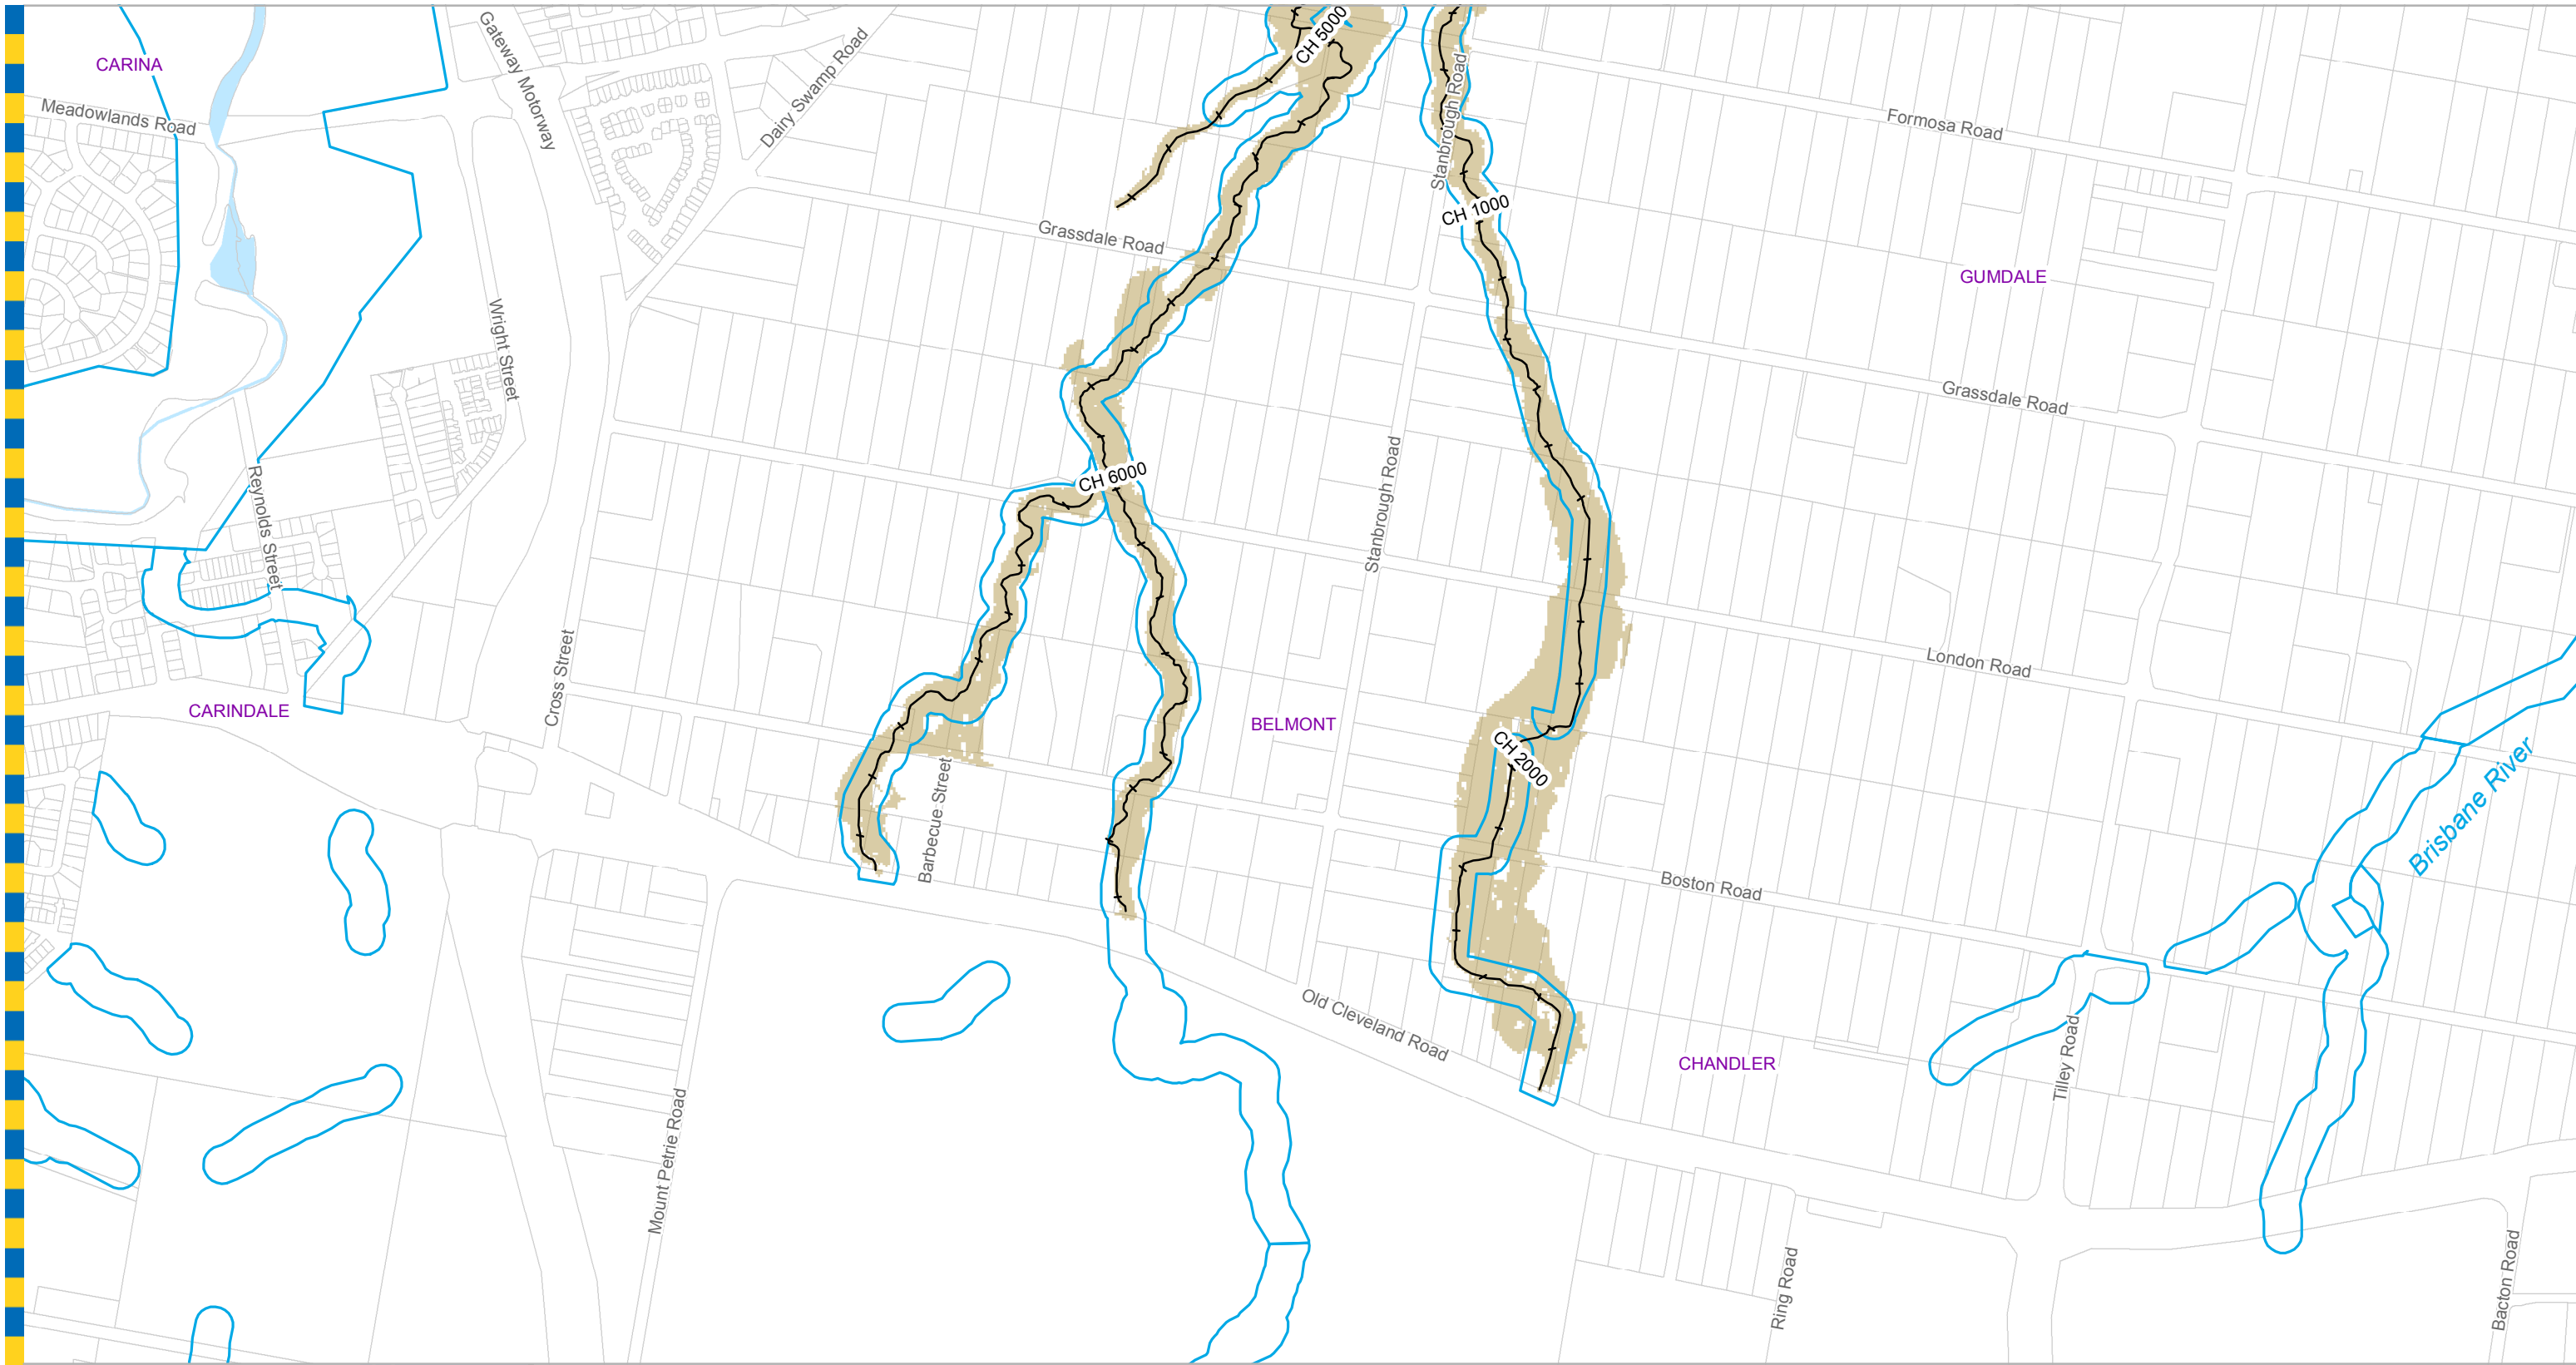 CH 5000
Gateway Motorway
Dairy Swamp Road
CARINA
Stanbrough Road
Meadowlands Road
Formosa Road
CH 1000
Grassdale Road
GUMDALE
Wright Street
Grassdale Road
CH 6000
Stanbrough Road
Reynolds Street
London Road
Cross Street
CARINDALE
BELMONT
CH 2000
Brisbane River
Barbecue Street
Boston Road
Old Cleveland Road
CHANDLER
Tilley Road
Mount Petrie Road
Ring Road
Bacton Road